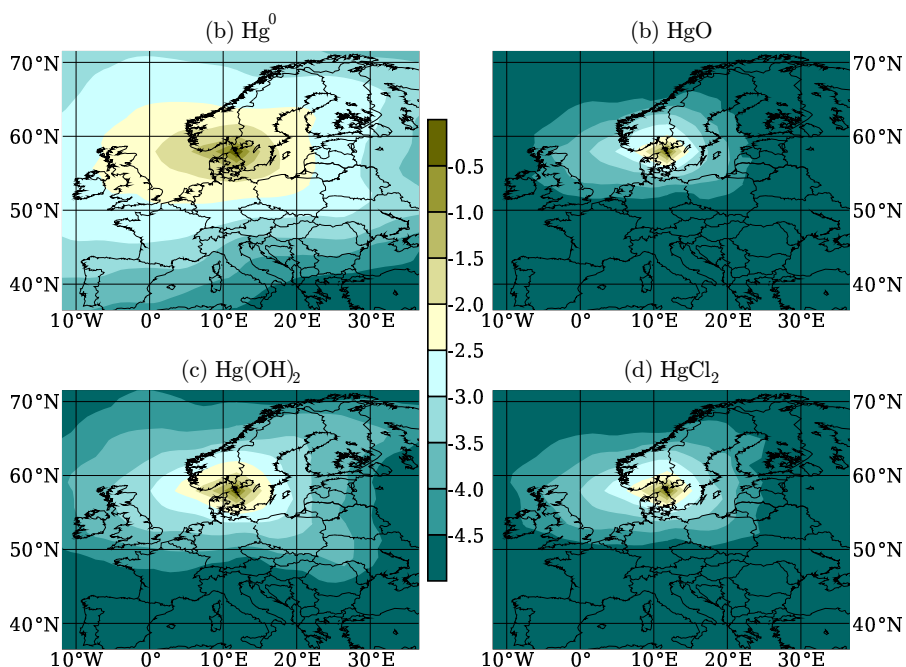 (b) Hg⁰
(b) HgO
70°N
60°N
50°N
40°N
10°W 0° 10°E 20°E 30°E
-0.5
-1.0
-1.5
-2.0
-2.5
-3.0
-3.5
-4.0
-4.5
70°N
60°N
50°N
40°N
10°W 0° 10°E 20°E 30°E
(c) Hg(OH)₂
(d) HgCl₂
70°N
60°N
50°N
40°N
10°W 0° 10°E 20°E 30°E
70°N
60°N
50°N
40°N
10°W 0° 10°E 20°E 30°E